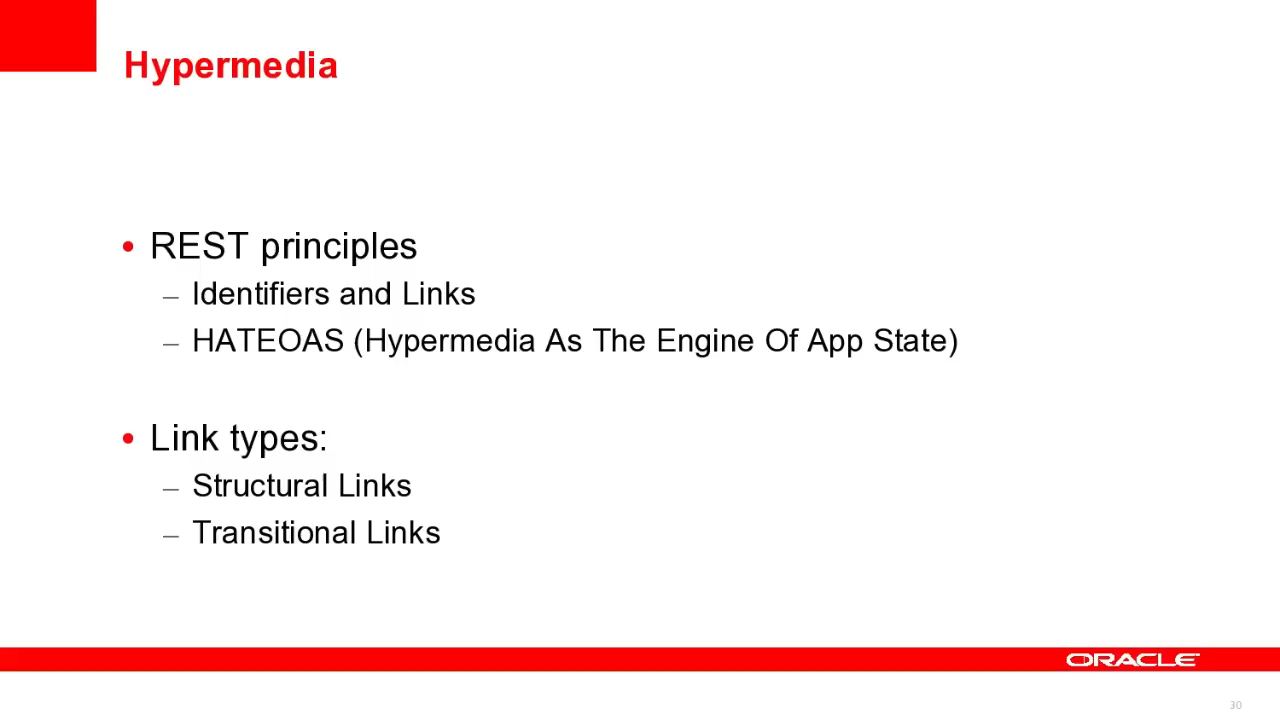 Hypermedia
• REST principles
– Identifiers and Links
– HATEOAS (Hypermedia As The Engine Of App State)
• Link types:
– Structural Links
– Transitional Links
ORACLE
30